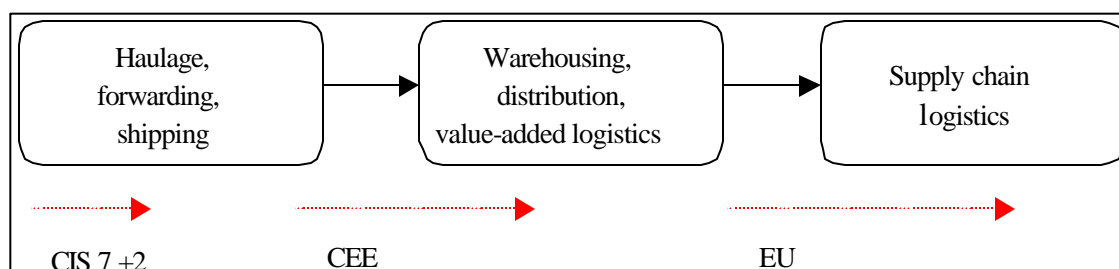 Haulage,
forwarding,
shipping
Warehousing,
distribution,
value-added logistics
Supply chain
logistics
CIS 7 +2
CEE
EU